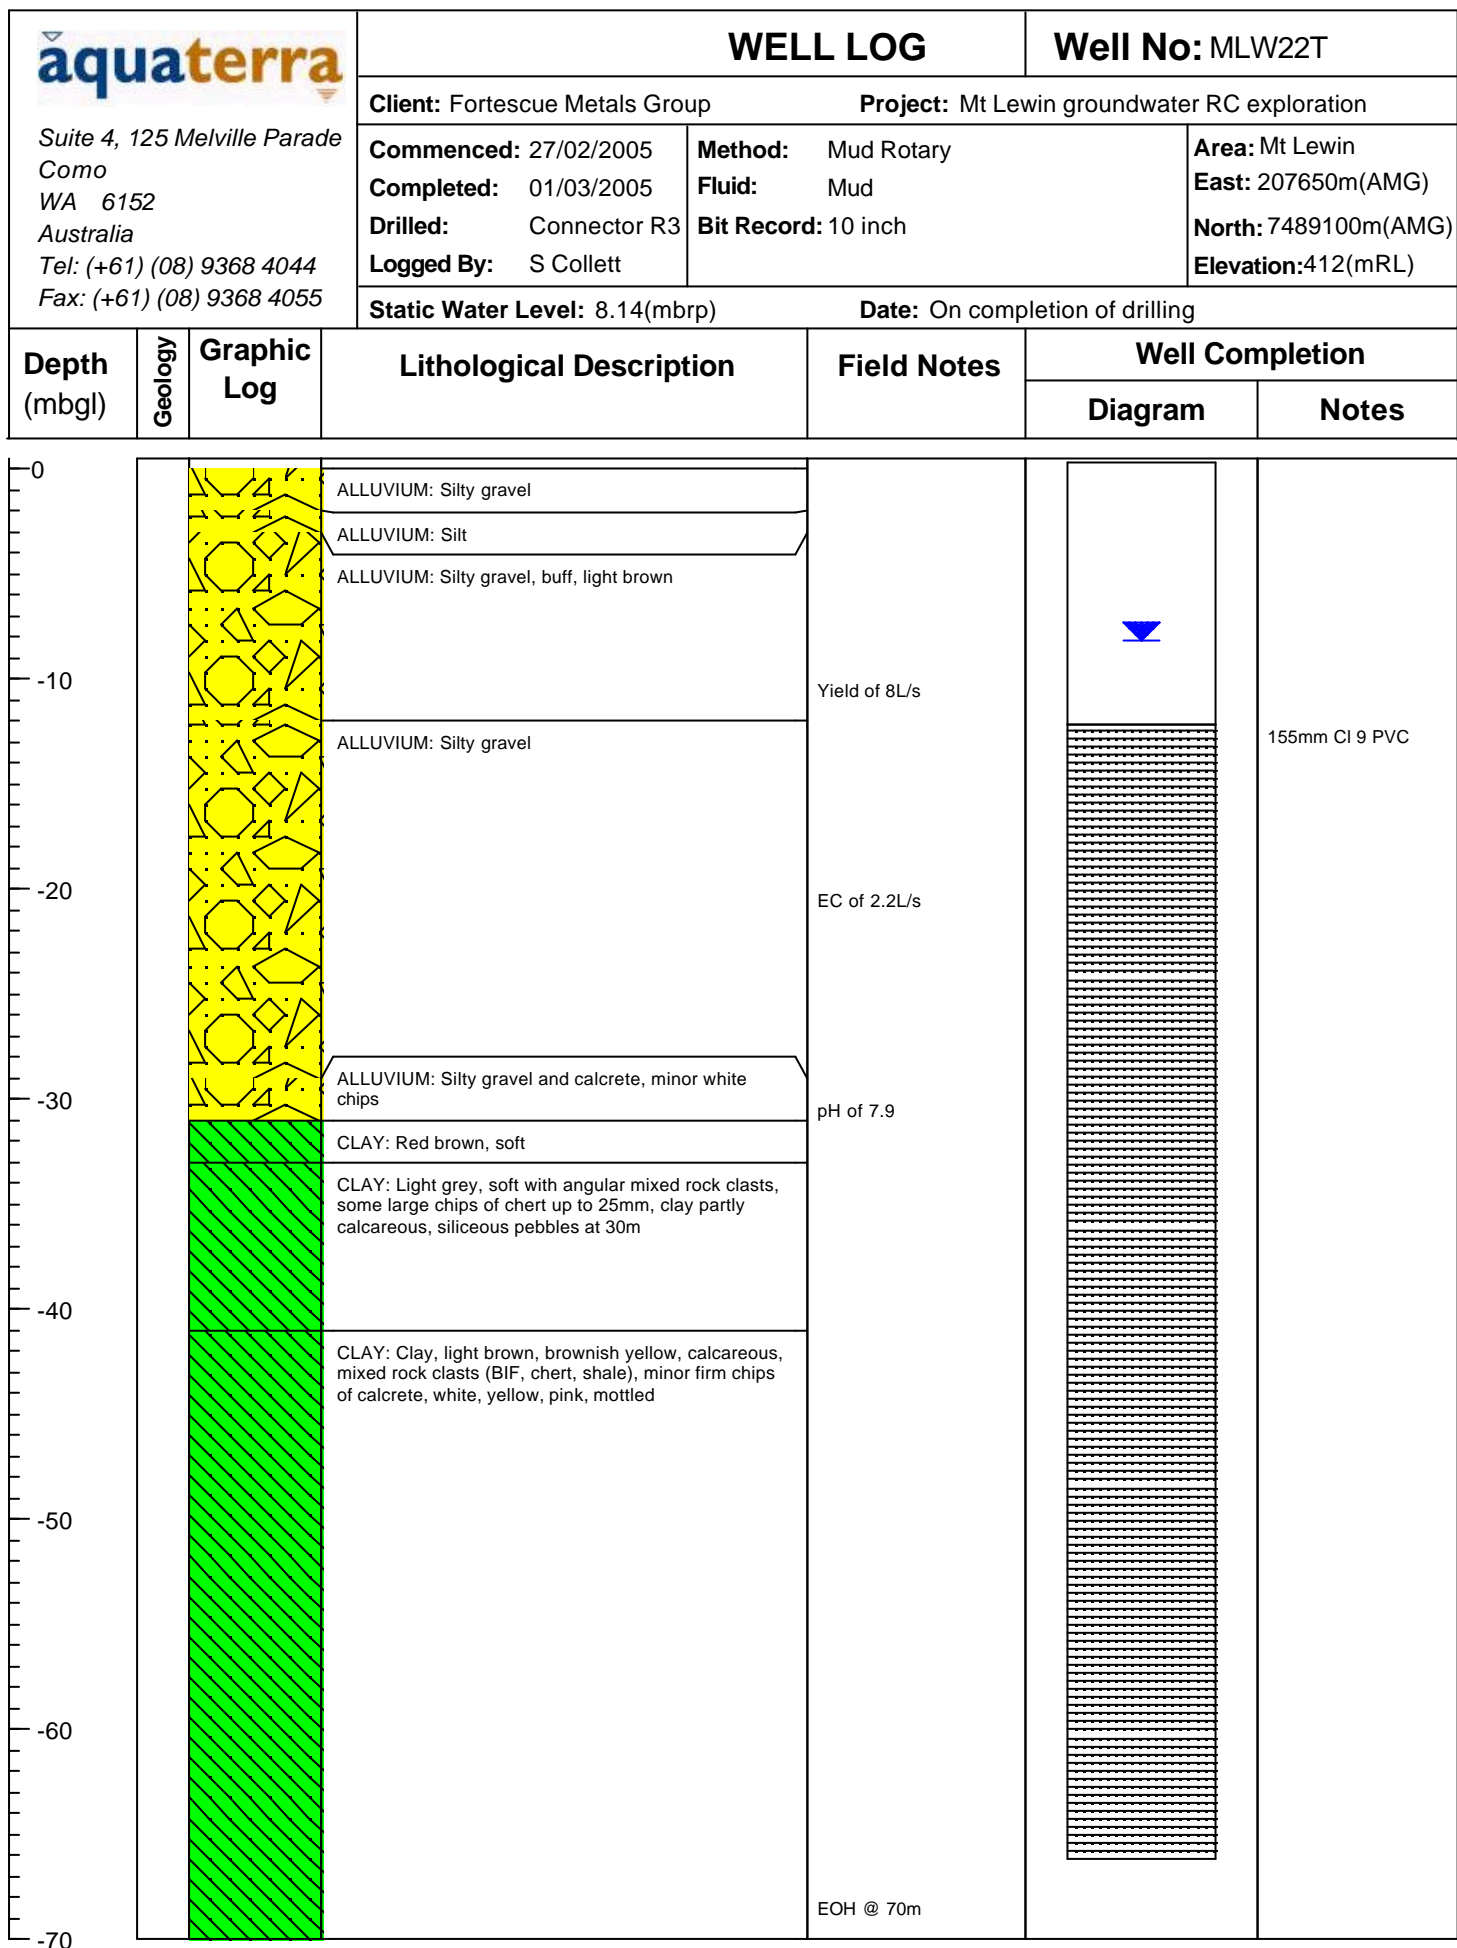 aquaterra
Suite 4, 125 Melville Parade
Como
WA 6152
Australia
Tel: (+61) (08) 9368 4044
Fax: (+61) (08) 9368 4055
WELL LOG
Well No: MLW22T
Client: Fortescue Metals Group
Project: Mt Lewin groundwater RC exploration
Commenced: 27/02/2005
Completed: 01/03/2005
Drilled: Connector R3
Logged By: S Collett
Method: Mud Rotary
Fluid: Mud
Bit Record: 10 inch
Area: Mt Lewin
East: 207650m(AMG)
North: 7489100m(AMG)
Elevation:412(mRL)
Static Water Level: 8.14(mbrp)
Date: On completion of drilling
Depth
(mbgl)
Geology
Graphic
Log
Lithological Description
Field Notes
Well Completion
Diagram
Notes
0
ALLUVIUM: Silty gravel
ALLUVIUM: Silt
ALLUVIUM: Silty gravel, buff, light brown
-10
Yield of 8L/s
ALLUVIUM: Silty gravel
155mm Cl 9 PVC
-20
EC of 2.2L/s
ALLUVIUM: Silty gravel and calcrete, minor white
chips
-30
pH of 7.9
CLAY: Red brown, soft
CLAY: Light grey, soft with angular mixed rock clasts,
some large chips of chert up to 25mm, clay partly
calcareous, siliceous pebbles at 30m
-40
CLAY: Clay, light brown, brownish yellow, calcareous,
mixed rock clasts (BIF, chert, shale), minor firm chips
of calcrete, white, yellow, pink, mottled
-50
-60
EOH @ 70m
-70